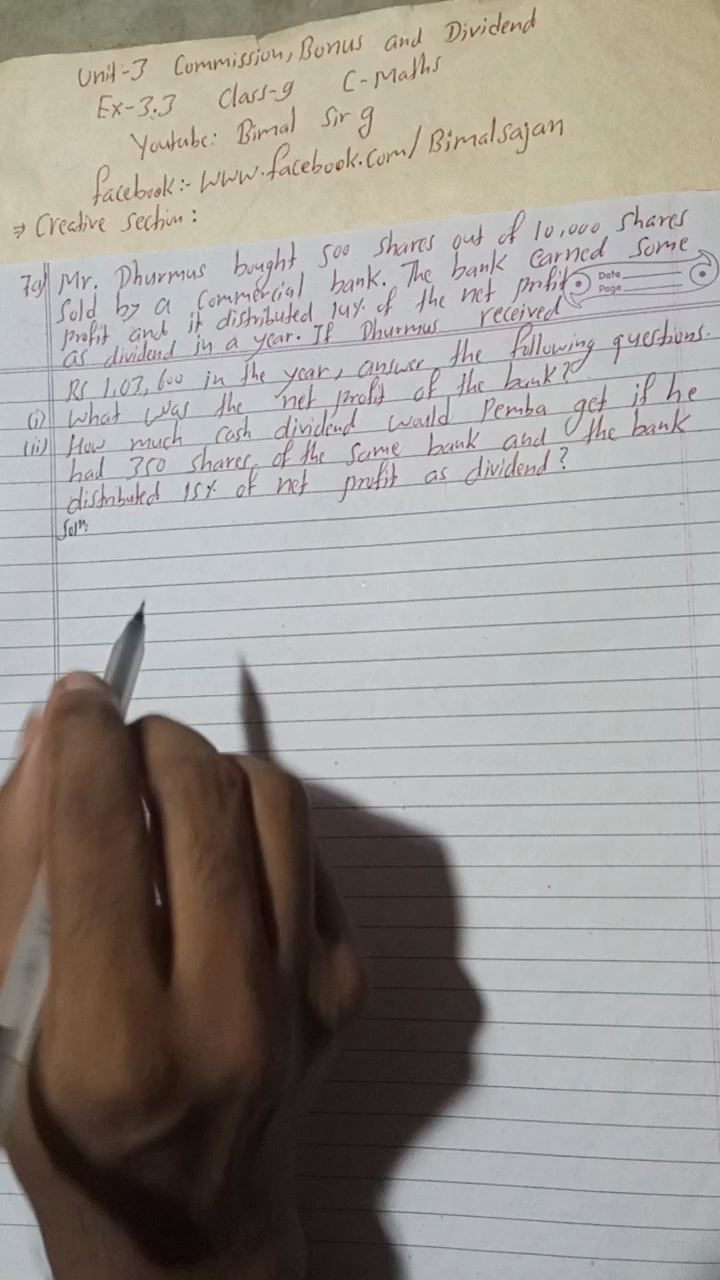 Unit-3 Commission, Bonus and Dividend
Ex-3.3 Class-9 C-Maths
Youtube: Bimal Sir g
facebook:- www.facebook.com/Bimalsajan
⇒ Creative section:
7a) Mr. Dhurmus bought 500 shares out of 10,000 shares
sold by a commercial bank. The bank earned some
profit and it distributed 14% of the net profit
as dividend in a year. If Dhurmus received
Rs 1,03,600 in the year, answer the following questions.
(i) What was the net profit of the bank?
(ii) How much cash dividend would Pemba get if he
had 350 shares of the same bank and the bank
distributed 15% of net profit as dividend?
Soln:
Date
Page